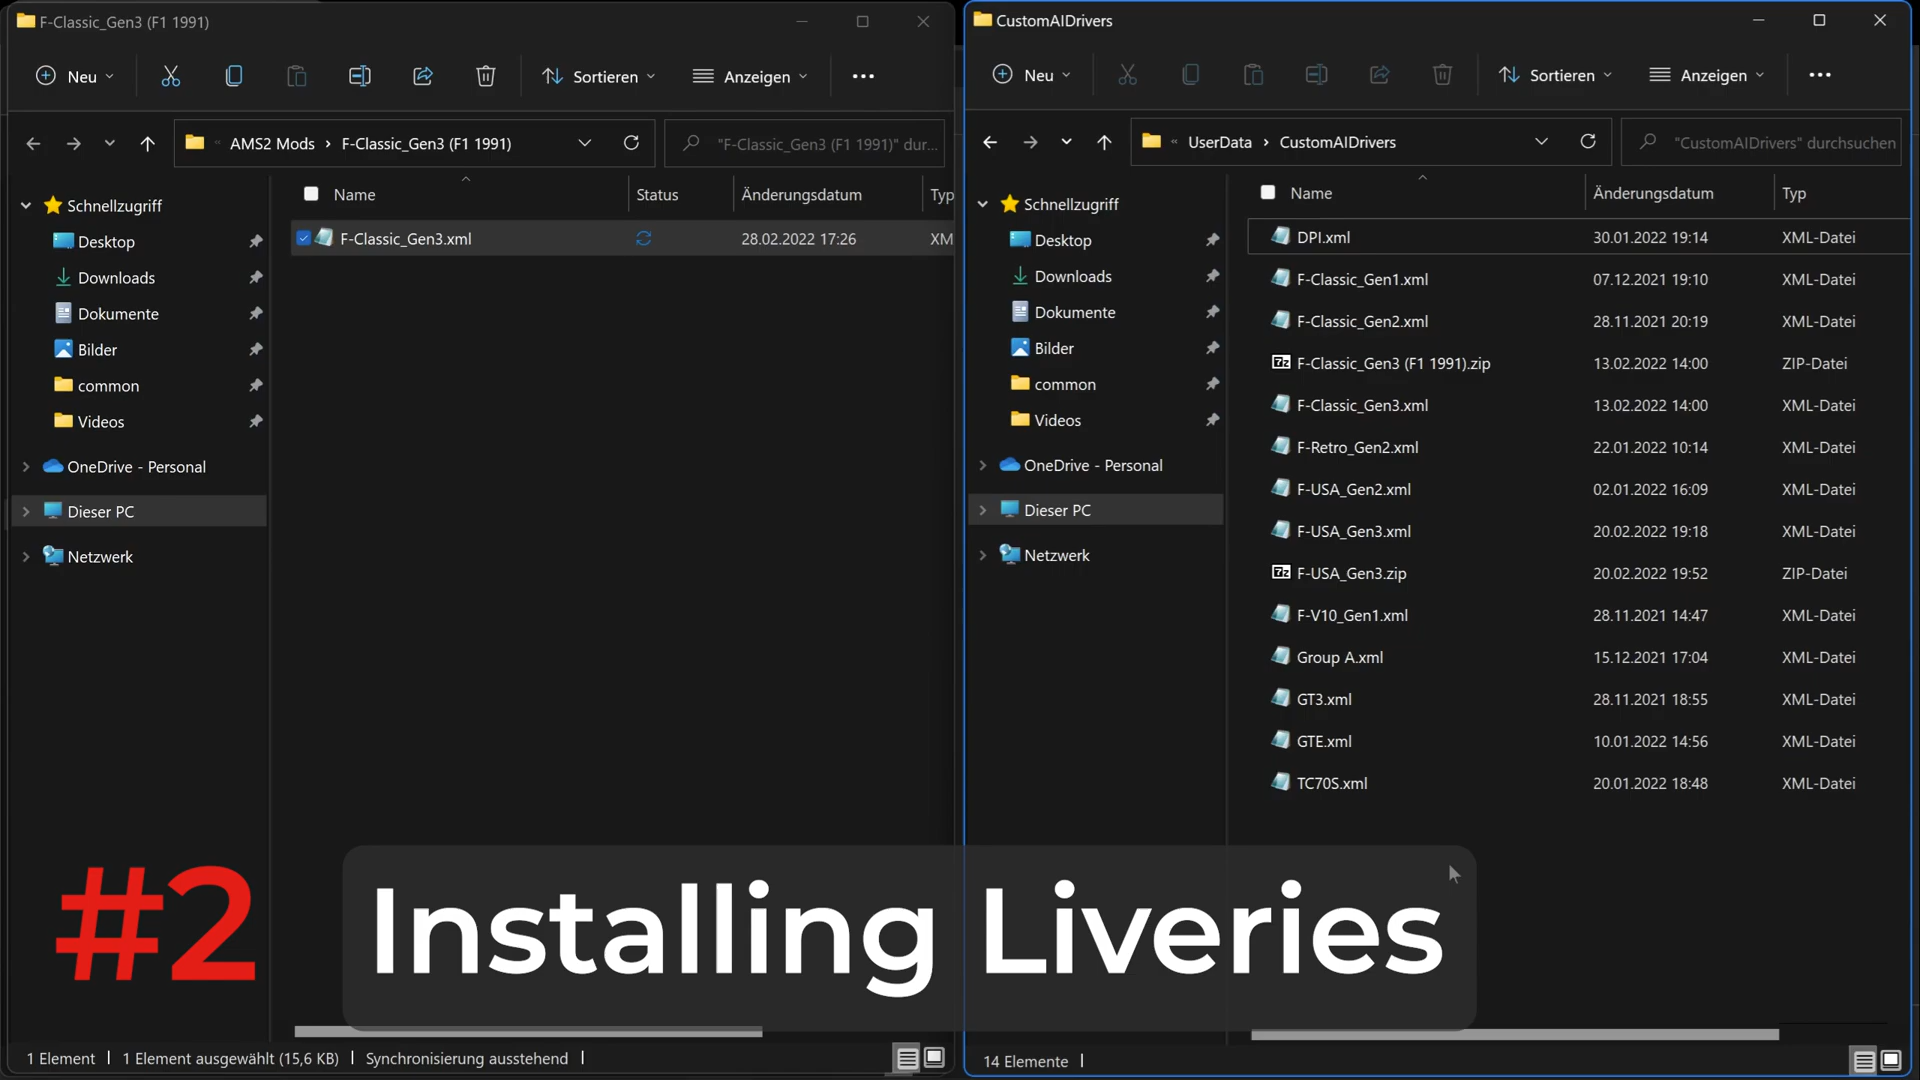 F-Classic_Gen3 (F1 1991)
Neu
Sortieren
Anzeigen
AMS2 Mods
F-Classic_Gen3 (F1 1991)
"F-Classic_Gen3 (F1 1991)" dur...
Schnellzugriff
Desktop
Downloads
Dokumente
Bilder
common
Videos
OneDrive - Personal
Dieser PC
Netzwerk
Name
Status
Änderungsdatum
Typ
F-Classic_Gen3.xml
28.02.2022 17:26
XM
1 Element
1 Element ausgewählt (15,6 KB)
Synchronisierung ausstehend
CustomAIDrivers
Neu
Sortieren
Anzeigen
UserData
CustomAIDrivers
"CustomAIDrivers" durchsuchen
Schnellzugriff
Desktop
Downloads
Dokumente
Bilder
common
Videos
OneDrive - Personal
Dieser PC
Netzwerk
Name Änderungsdatum Typ
DPI.xml 30.01.2022 19:14 XML-Datei
F-Classic_Gen1.xml 07.12.2021 19:10 XML-Datei
F-Classic_Gen2.xml 28.11.2021 20:19 XML-Datei
F-Classic_Gen3 (F1 1991).zip 13.02.2022 14:00 ZIP-Datei
F-Classic_Gen3.xml 13.02.2022 14:00 XML-Datei
F-Retro_Gen2.xml 22.01.2022 10:14 XML-Datei
F-USA_Gen2.xml 02.01.2022 16:09 XML-Datei
F-USA_Gen3.xml 20.02.2022 19:18 XML-Datei
F-USA_Gen3.zip 20.02.2022 19:52 ZIP-Datei
F-V10_Gen1.xml 28.11.2021 14:47 XML-Datei
Group A.xml 15.12.2021 17:04 XML-Datei
GT3.xml 28.11.2021 18:55 XML-Datei
GTE.xml 10.01.2022 14:56 XML-Datei
TC70S.xml 20.01.2022 18:48 XML-Datei
14 Elemente
#2 Installing Liveries